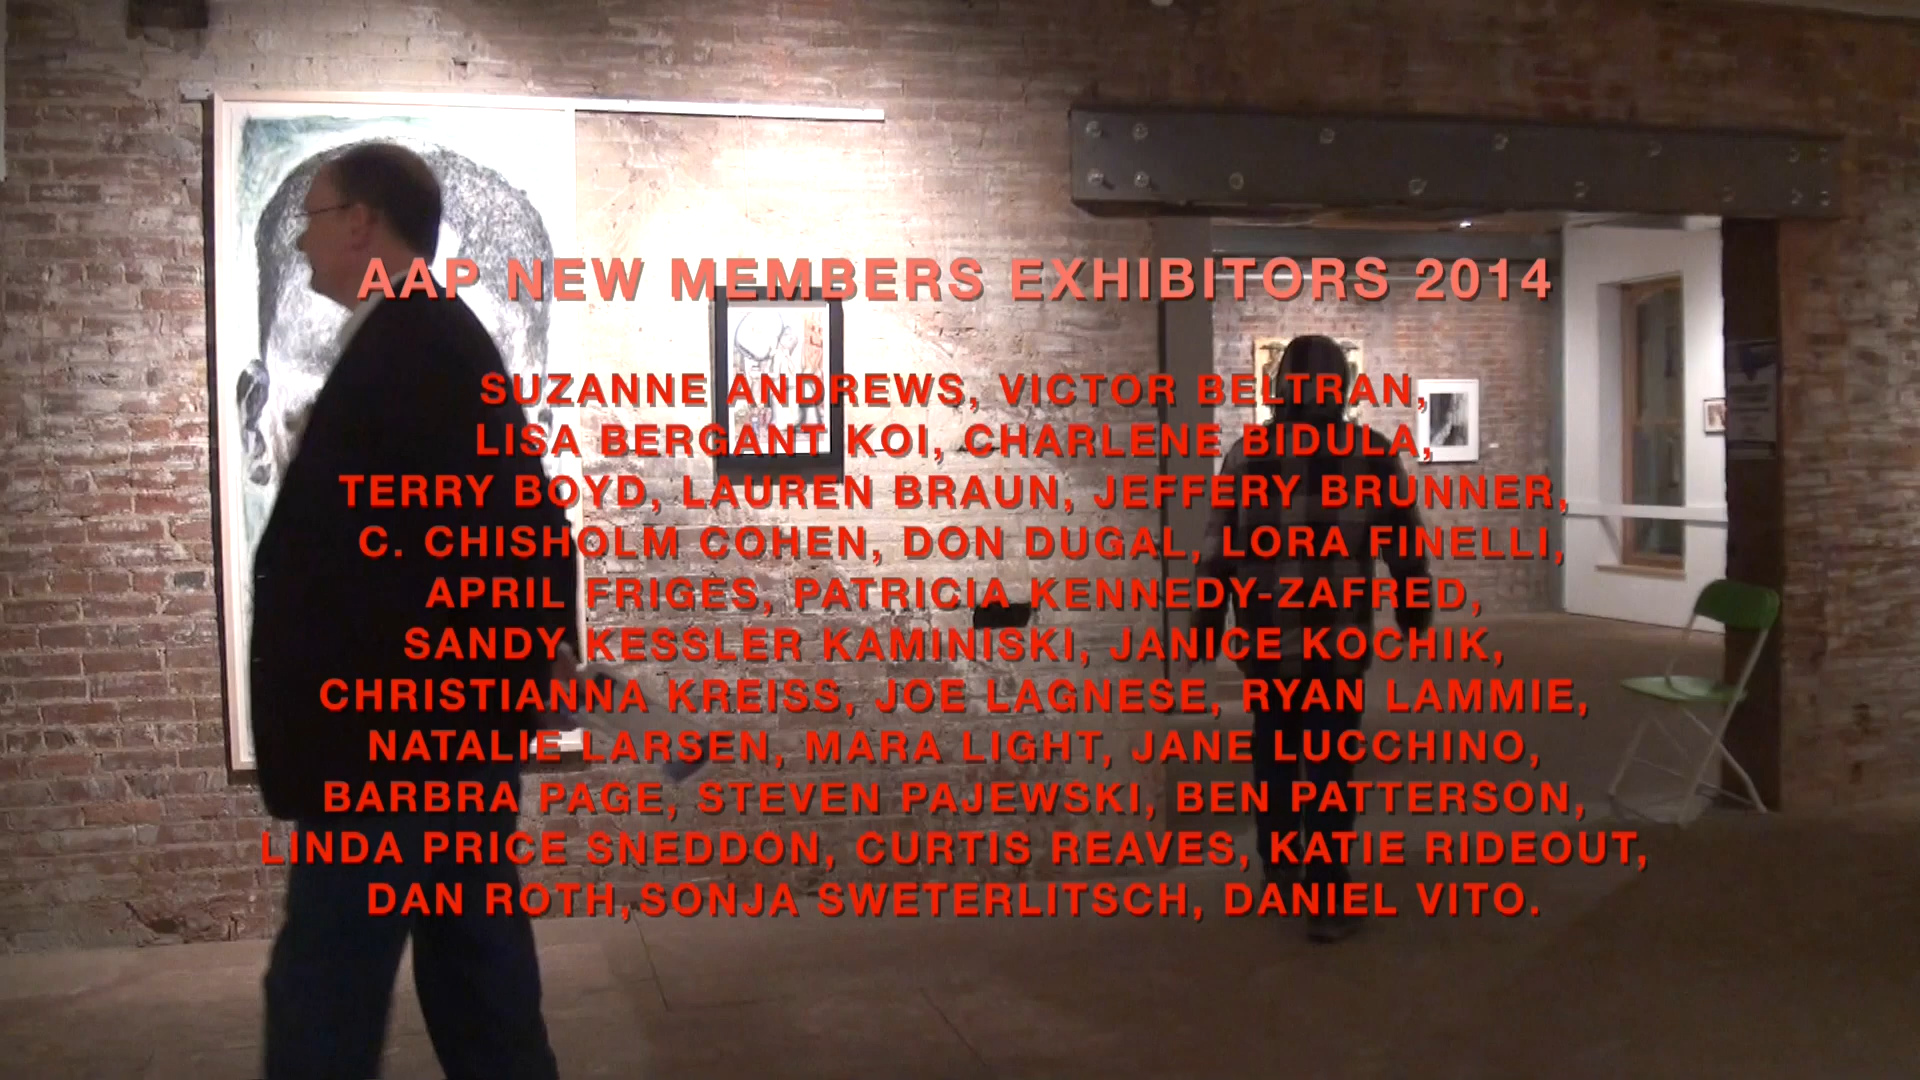 AAP NEW MEMBERS EXHIBITORS 2014
SUZANNE ANDREWS, VICTOR BELTRAN,
LISA BERGANT KOI, CHARLENE BIDULA,
TERRY BOYD, LAUREN BRAUN, JEFFERY BRUNNER,
C. CHISHOLM COHEN, DON DUGAL, LORA FINELLI,
APRIL FRIGES, PATRICIA KENNEDY-ZAFRED,
SANDY KESSLER KAMINISKI, JANICE KOCHIK,
CHRISTIANNA KREISS, JOE LAGNESE, RYAN LAMMIE,
NATALIE LARSEN, MARA LIGHT, JANE LUCCHINO,
BARBRA PAGE, STEVEN PAJEWSKI, BEN PATTERSON,
LINDA PRICE SNEDDON, CURTIS REAVES, KATIE RIDEOUT,
DAN ROTH,SONJA SWETERLITSCH, DANIEL VITO.